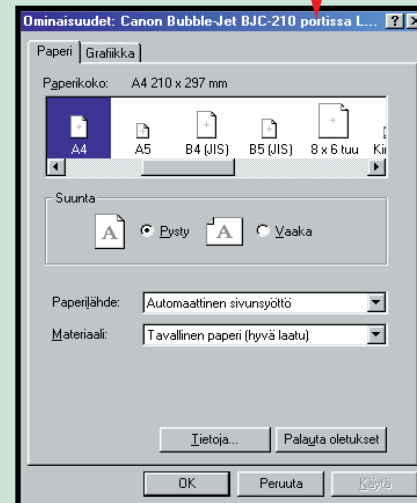 Ominaisuudet: Canon Bubble-Jet BJC-210 portissa L... ? X
Paperi Grafiikka
Paperikoko: A4 210 x 297 mm
A4 A5 B4 (JIS) B5 (JIS) 8 x 6 tuu Kii
Suunta
A Pysty A Vaaka
Paperilähde: Automaattinen sivunsyöttö
Materiaali: Tavallinen paperi (hyvä laatu)
Tietoja... Palauta oletukset
OK Peruuta Käytä